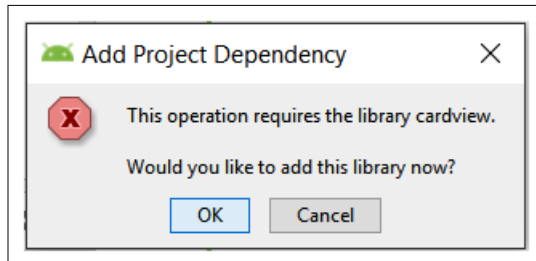 Add Project Dependency
This operation requires the library cardview.
Would you like to add this library now?
OK
Cancel